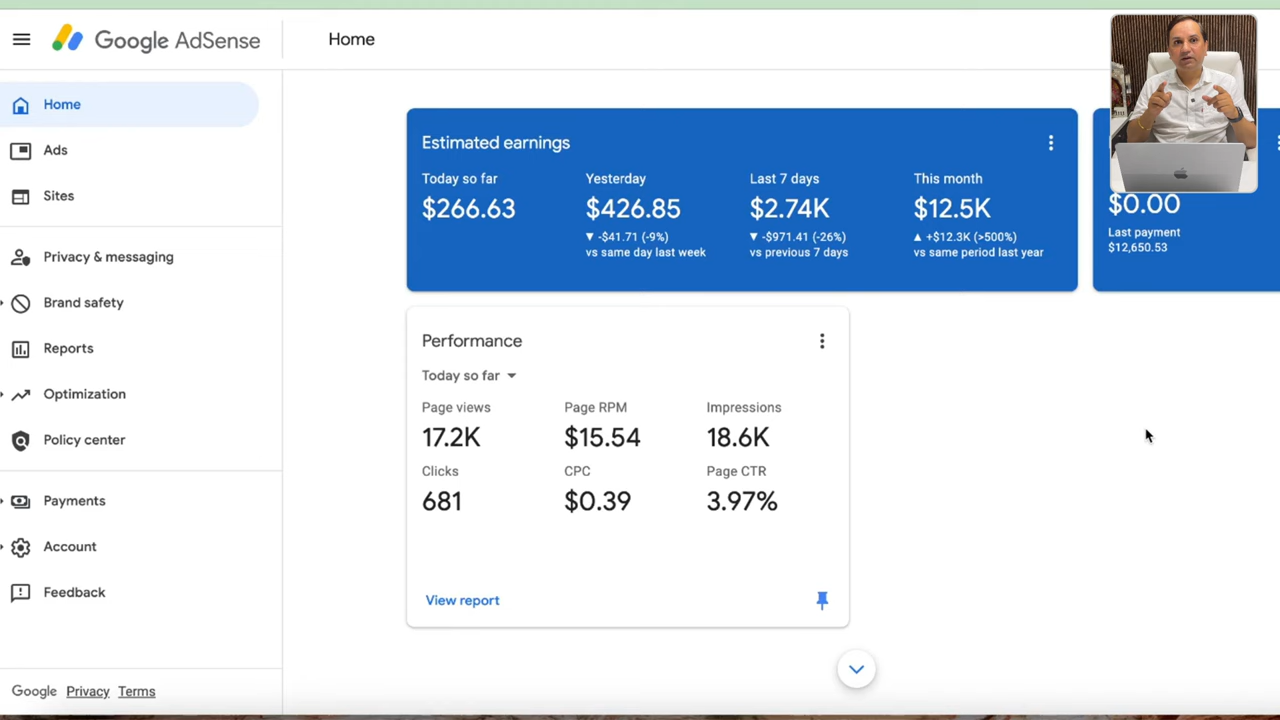 Google AdSense
Home
Home
Ads
Sites
Privacy & messaging
Brand safety
Reports
Optimization
Policy center
Payments
Account
Feedback
Google Privacy Terms
Estimated earnings
Today so far
$266.63
Yesterday
$426.85
▼ -$41.71 (-9%)
vs same day last week
Last 7 days
$2.74K
▼ -$971.41 (-26%)
vs previous 7 days
This month
$12.5K
▲ +$12.3K (>500%)
vs same period last year
$0.00
Last payment
$12,650.53
Performance
Today so far
Page views
17.2K
Page RPM
$15.54
Impressions
18.6K
Clicks
681
CPC
$0.39
Page CTR
3.97%
View report